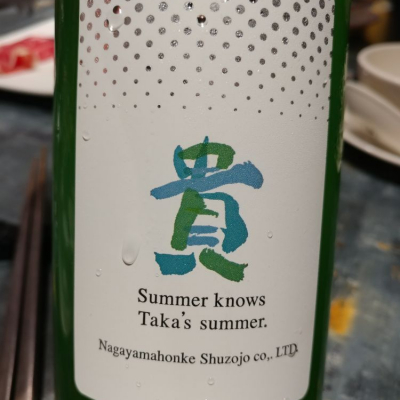 貴
Summer knows
Taka's summer.
Nagayamahonke Shuzojo co,. LTD.